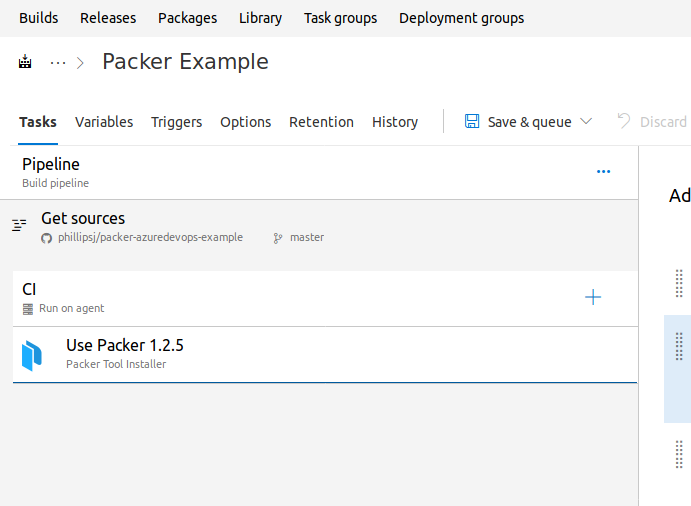 Builds Releases Packages Library Task groups Deployment groups
... > Packer Example
Tasks Variables Triggers Options Retention History Save & queue Discard
Pipeline
Build pipeline
Ad
Get sources
phillipsj/packer-azuredevops-example master
CI
Run on agent
Use Packer 1.2.5
Packer Tool Installer